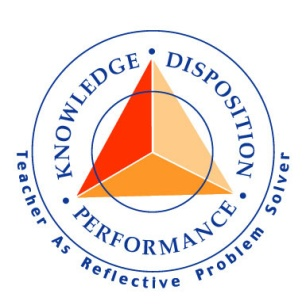 KNOWLEDGE • DISPOSITION • PERFORMANCE •
Teacher As Reflective Problem Solver